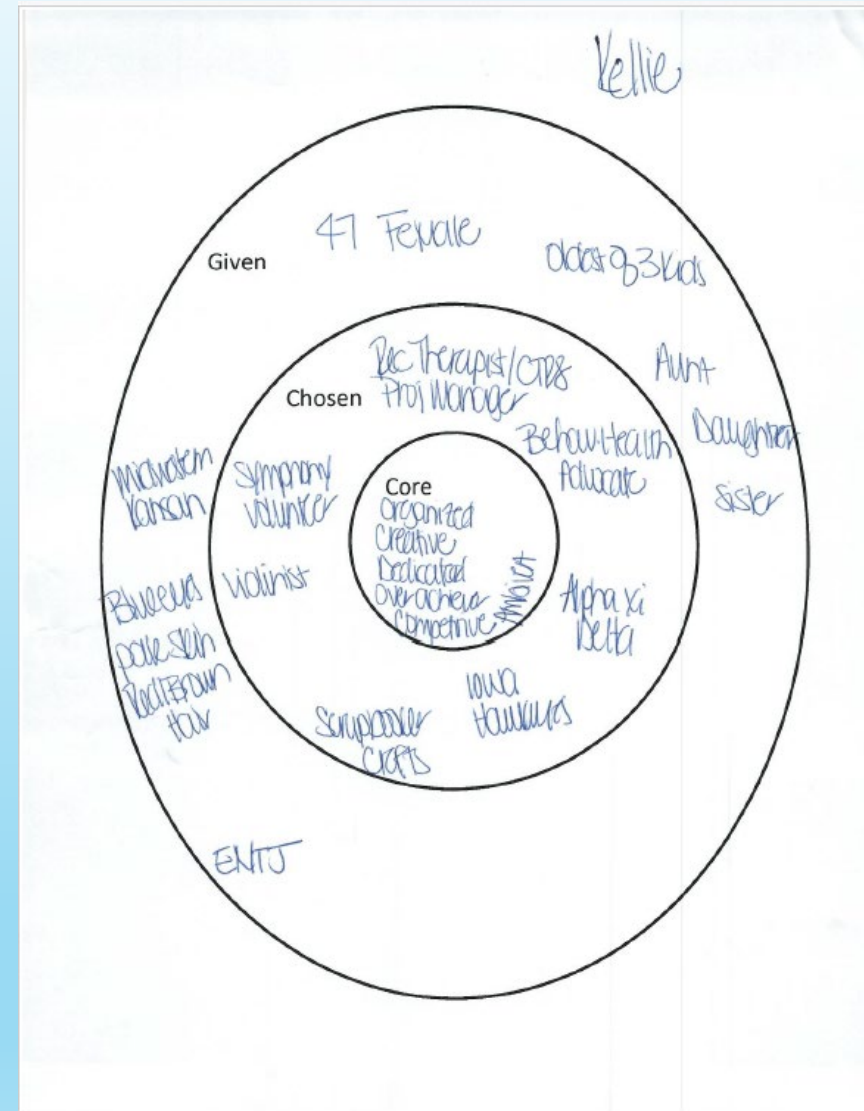 Kellie
47 Female
Given
Oldest of 3 Kids
Rec Therapist/CTRS
Proj Manager
Aunt
Chosen
Behav. Health
Advocate
Daughter
Midwestern
Kansan
Symphony
Volunteer
Sister
Core
Organized
Creative
Dedicated
Overachiever
Competitive
Blue eyes
Violinist
Alpha Xi
Delta
pale skin
Red/Brown
Hair
Iowa
Hawkeyes
Scrapbooker
Crafts
ENTJ